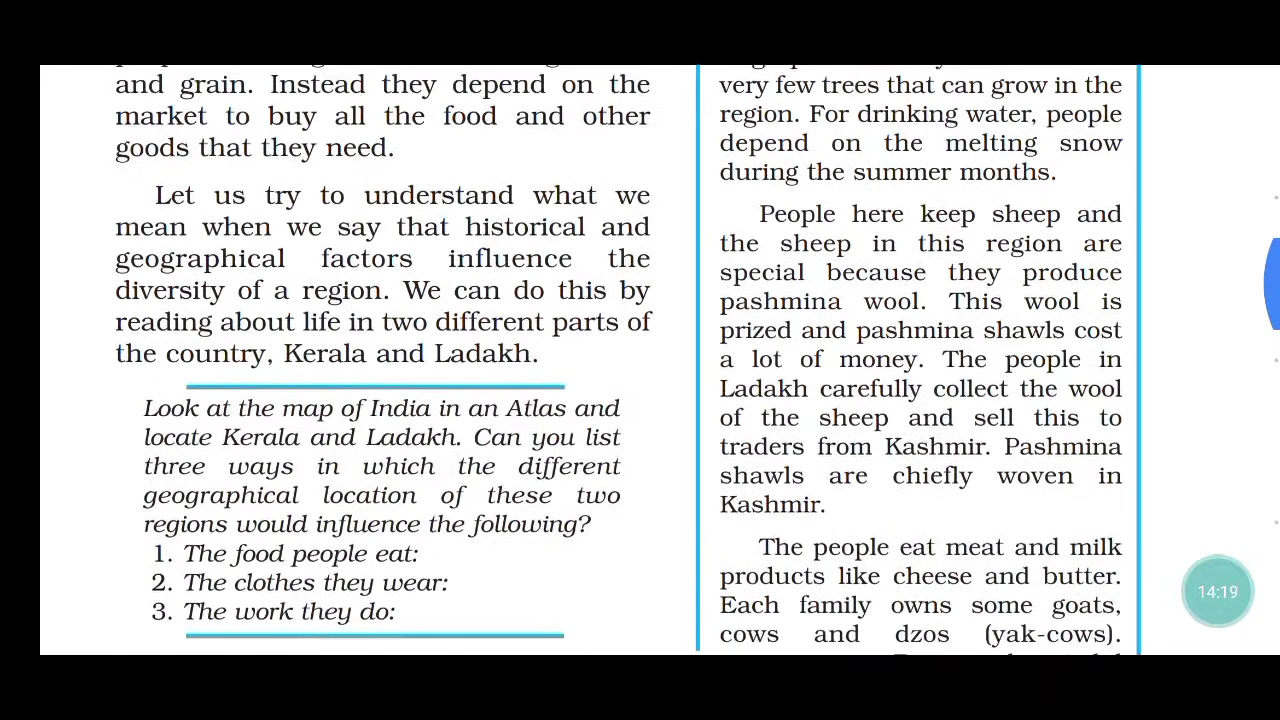 and grain. Instead they depend on the
market to buy all the food and other
goods that they need.
Let us try to understand what we
mean when we say that historical and
geographical factors influence the
diversity of a region. We can do this by
reading about life in two different parts of
the country, Kerala and Ladakh.
Look at the map of India in an Atlas and
locate Kerala and Ladakh. Can you list
three ways in which the different
geographical location of these two
regions would influence the following?
1. The food people eat:
2. The clothes they wear:
3. The work they do:
very few trees that can grow in the
region. For drinking water, people
depend on the melting snow
during the summer months.
People here keep sheep and
the sheep in this region are
special because they produce
pashmina wool. This wool is
prized and pashmina shawls cost
a lot of money. The people in
Ladakh carefully collect the wool
of the sheep and sell this to
traders from Kashmir. Pashmina
shawls are chiefly woven in
Kashmir.
The people eat meat and milk
products like cheese and butter.
Each family owns some goats,
cows and dzos (yak-cows).
14:19